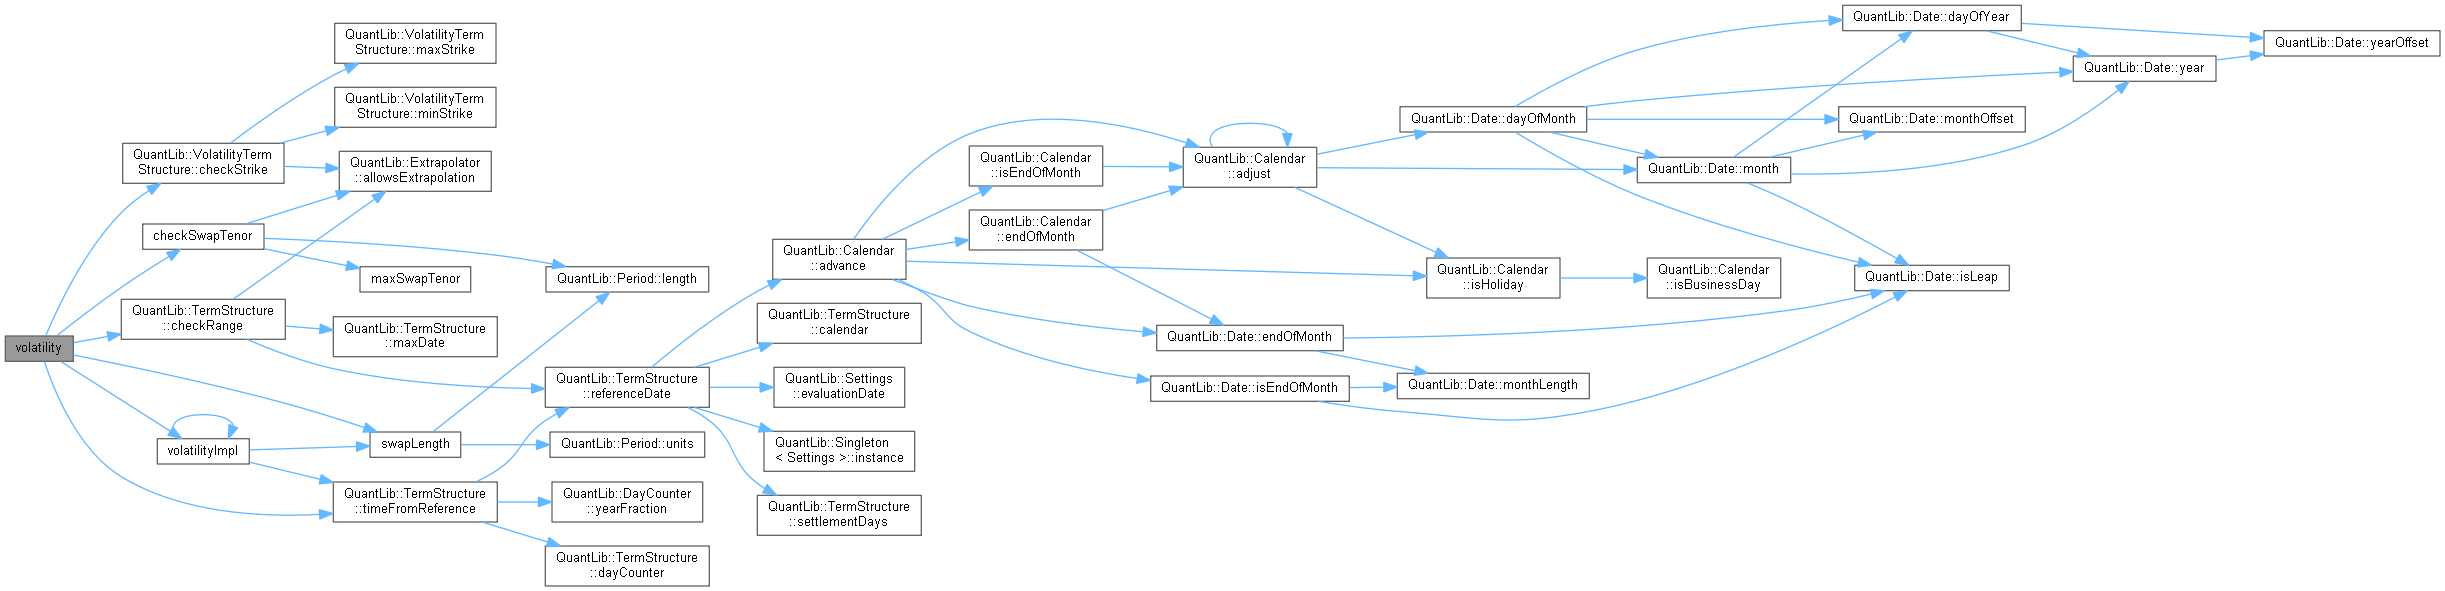 volatility
QuantLib::VolatilityTerm
Structure::checkStrike
checkSwapTenor
QuantLib::TermStructure
::checkRange
volatilityImpl
QuantLib::VolatilityTerm
Structure::maxStrike
QuantLib::VolatilityTerm
Structure::minStrike
QuantLib::Extrapolator
::allowsExtrapolation
maxSwapTenor
QuantLib::TermStructure
::maxDate
swapLength
QuantLib::TermStructure
::timeFromReference
QuantLib::Period::length
QuantLib::TermStructure
::referenceDate
QuantLib::Period::units
QuantLib::DayCounter
::yearFraction
QuantLib::TermStructure
::dayCounter
QuantLib::Calendar
::advance
QuantLib::TermStructure
::calendar
QuantLib::Settings
::evaluationDate
QuantLib::Singleton
< Settings >::instance
QuantLib::TermStructure
::settlementDays
QuantLib::Calendar
::isEndOfMonth
QuantLib::Calendar
::endOfMonth
QuantLib::Calendar
::adjust
QuantLib::Date::endOfMonth
QuantLib::Date::isEndOfMonth
QuantLib::Date::dayOfMonth
QuantLib::Calendar
::isHoliday
QuantLib::Date::monthLength
QuantLib::Date::month
QuantLib::Calendar
::isBusinessDay
QuantLib::Date::dayOfYear
QuantLib::Date::monthOffset
QuantLib::Date::isLeap
QuantLib::Date::year
QuantLib::Date::yearOffset